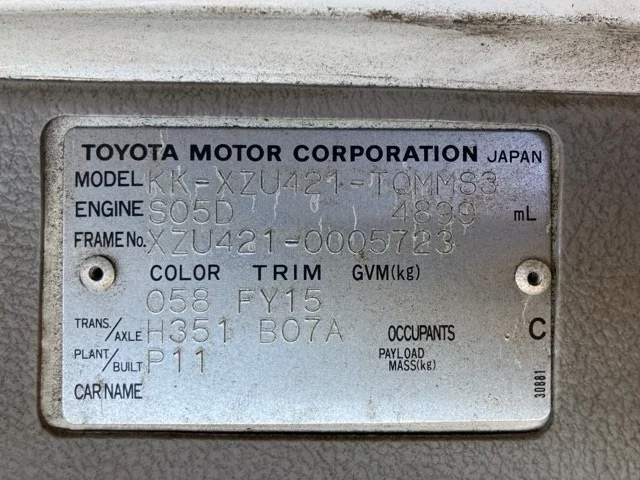 TOYOTA MOTOR CORPORATION JAPAN
MODEL KK-XZU421-TQMMS3
ENGINE S05D 4899 mL
FRAME No. XZU421-0005723
COLOR TRIM GVM(kg)
058 FY15
TRANS./AXLE H351 B07A OCCUPANTS C
PLANT/BUILT P11 PAYLOAD MASS(kg)
CAR NAME
30881